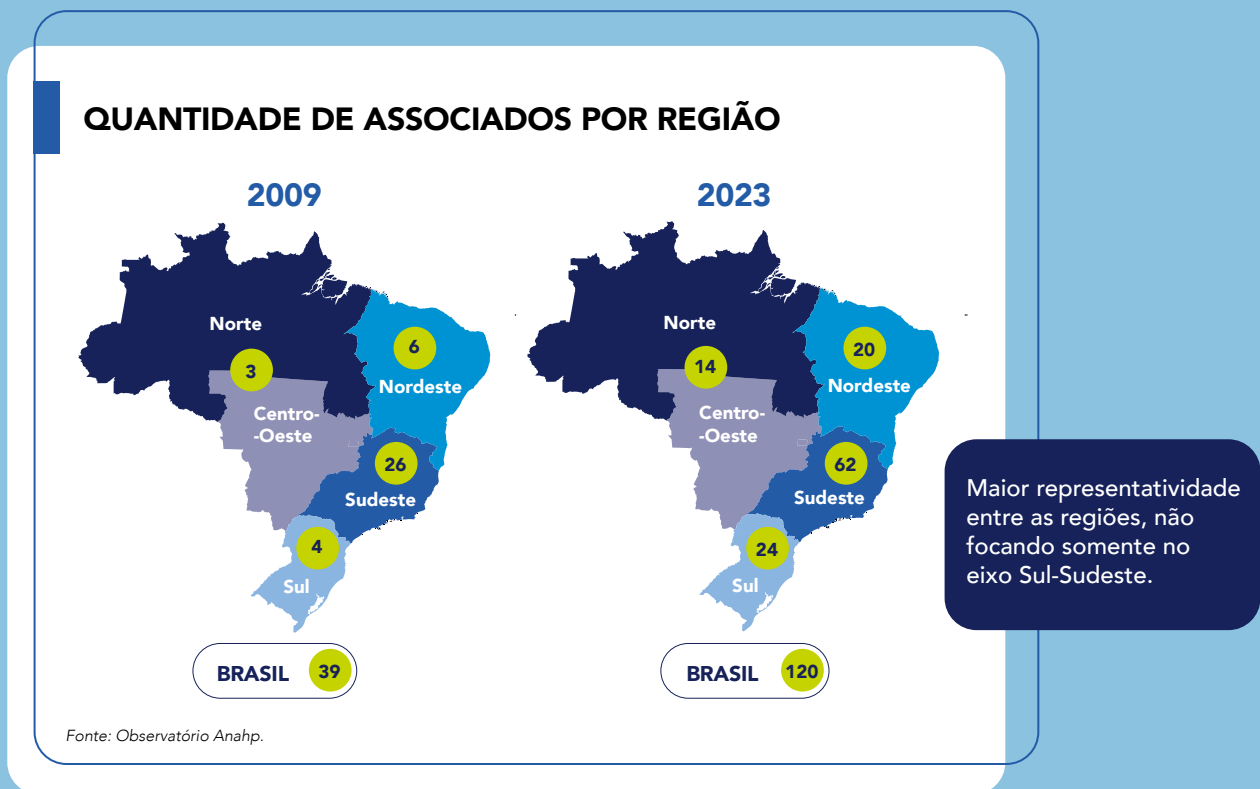 QUANTIDADE DE ASSOCIADOS POR REGIÃO
2009
Norte
3
6
Nordeste
Centro-
-Oeste
26
Sudeste
4
Sul
BRASIL 39
2023
Norte
14
20
Nordeste
Centro-
-Oeste
62
Sudeste
24
Sul
BRASIL 120
Maior representatividade
entre as regiões, não
focando somente no
eixo Sul-Sudeste.
Fonte: Observatório Anahp.